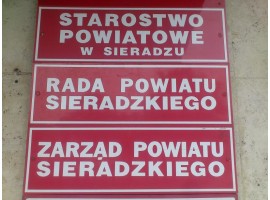 STAROSTWO
POWIATOWE
W SIERADZU
RADA POWIATU
SIERADZKIEGO
ZARZĄD POWIATU
SIERADZKIEGO